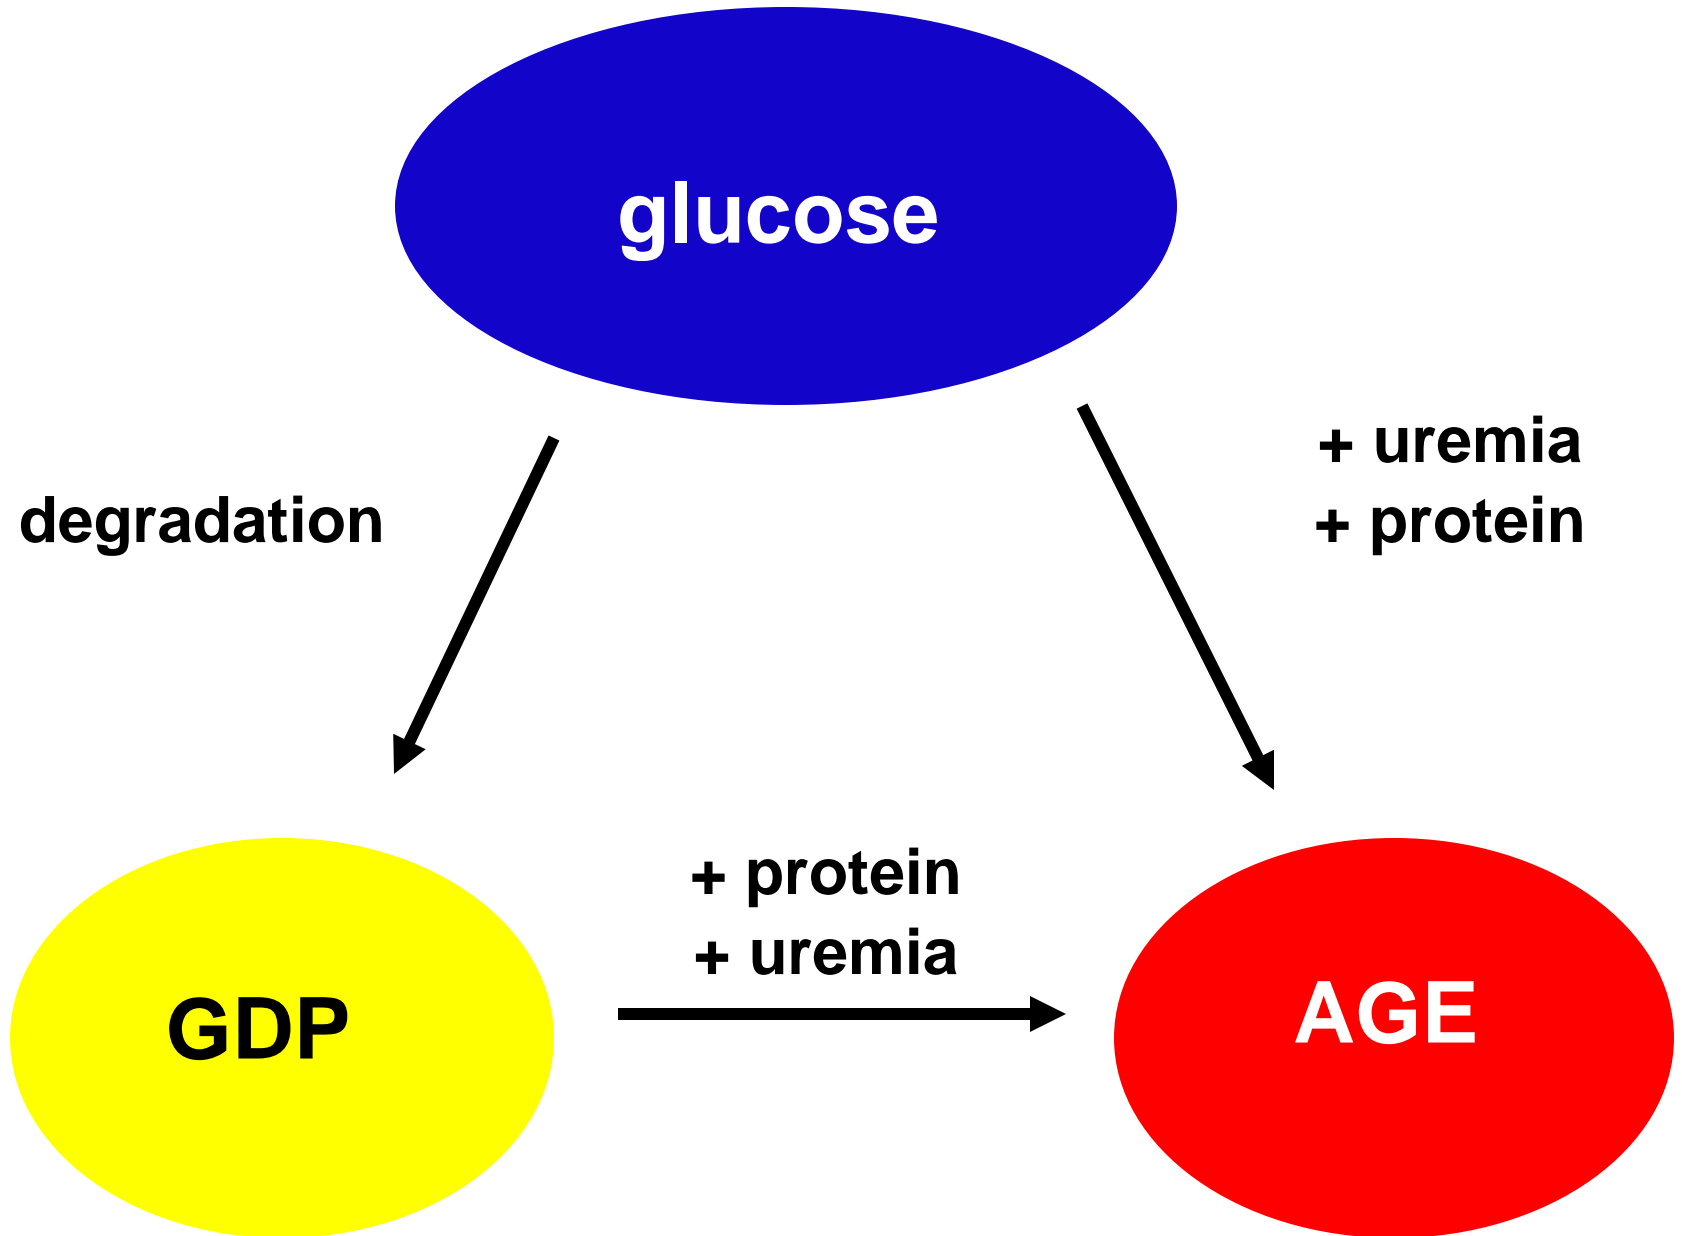 glucose
+ uremia
+ protein
degradation
+ protein
+ uremia
GDP
AGE